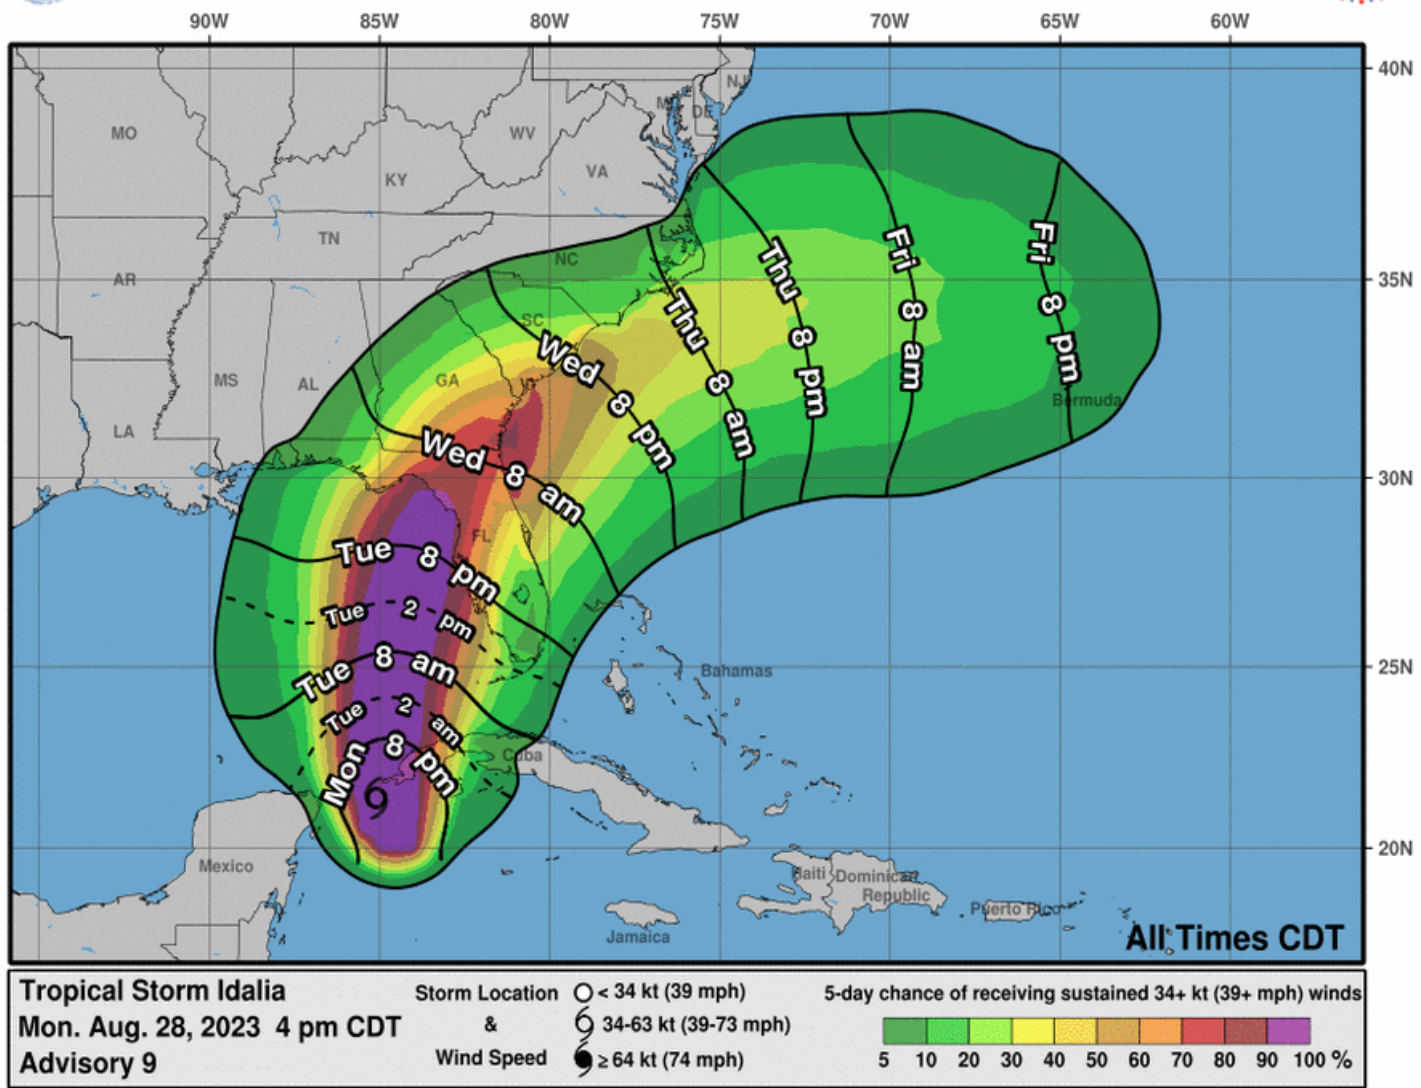 90W 85W 80W 75W 70W 65W 60W
40N
NJ
DE
MO
WV
VA
KY
TN
NC
AR
35N
SC
MS
AL
GA
LA
Fri 8 pm
Fri 8 am
Thu 8 pm
Thu 8 am
Wed 8 pm
Bermuda
Wed 8 am
30N
FL
Tue 8 pm
Tue 2 pm
Tue 8 am
25N
Bahamas
Tue 2 am
Mon 8 pm
Cuba
20N
Mexico
Haiti Dominican
Republic
Puerto Rico
Jamaica
All Times CDT
Tropical Storm Idalia
Mon. Aug. 28, 2023 4 pm CDT
Advisory 9
Storm Location
&
Wind Speed
< 34 kt (39 mph)
34-63 kt (39-73 mph)
≥ 64 kt (74 mph)
5-day chance of receiving sustained 34+ kt (39+ mph) winds
5 10 20 30 40 50 60 70 80 90 100 %